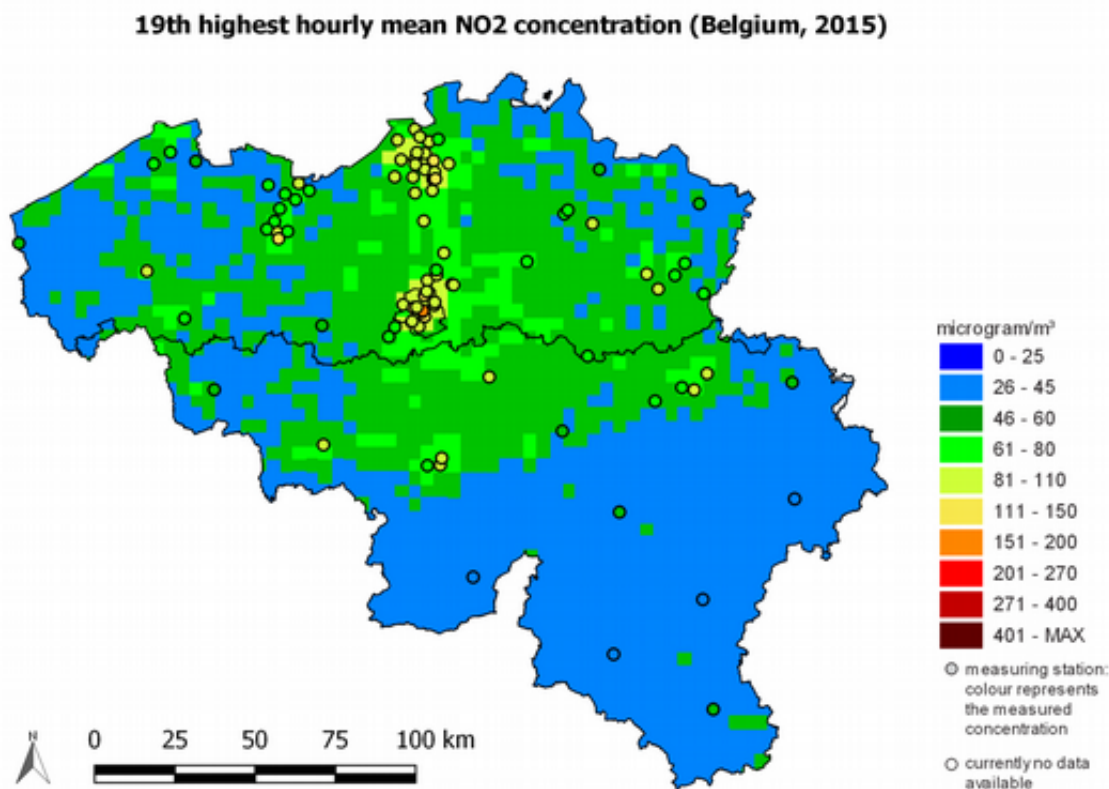 19th highest hourly mean NO2 concentration (Belgium, 2015)
microgram/m³
0 - 25
26 - 45
46 - 60
61 - 80
81 - 110
111 - 150
151 - 200
201 - 270
271 - 400
401 - MAX
measuring station:
colour represents
the measured
concentration
currently no data
available
N
0 25 50 75 100 km